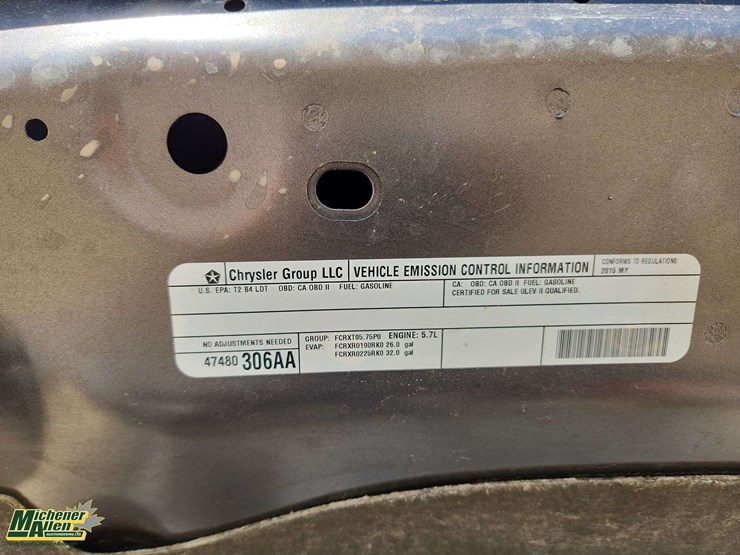 Chrysler Group LLC VEHICLE EMISSION CONTROL INFORMATION
CONFORMS TO REGULATIONS:
2015 MY
U.S. EPA: T2 B4 LDT OBD: CA OBD II FUEL: GASOLINE
CA: OBD: CA OBD II FUEL: GASOLINE
CERTIFIED FOR SALE ULEV II QUALIFIED.
NO ADJUSTMENTS NEEDED
47480 306AA
GROUP: FCRXT05.75P0 ENGINE: 5.7L
EVAP: FCRXR0190RK0 26.0 gal
FCRXR0225RK0 32.0 gal
Michener
Allen
AUCTIONEERING LTD